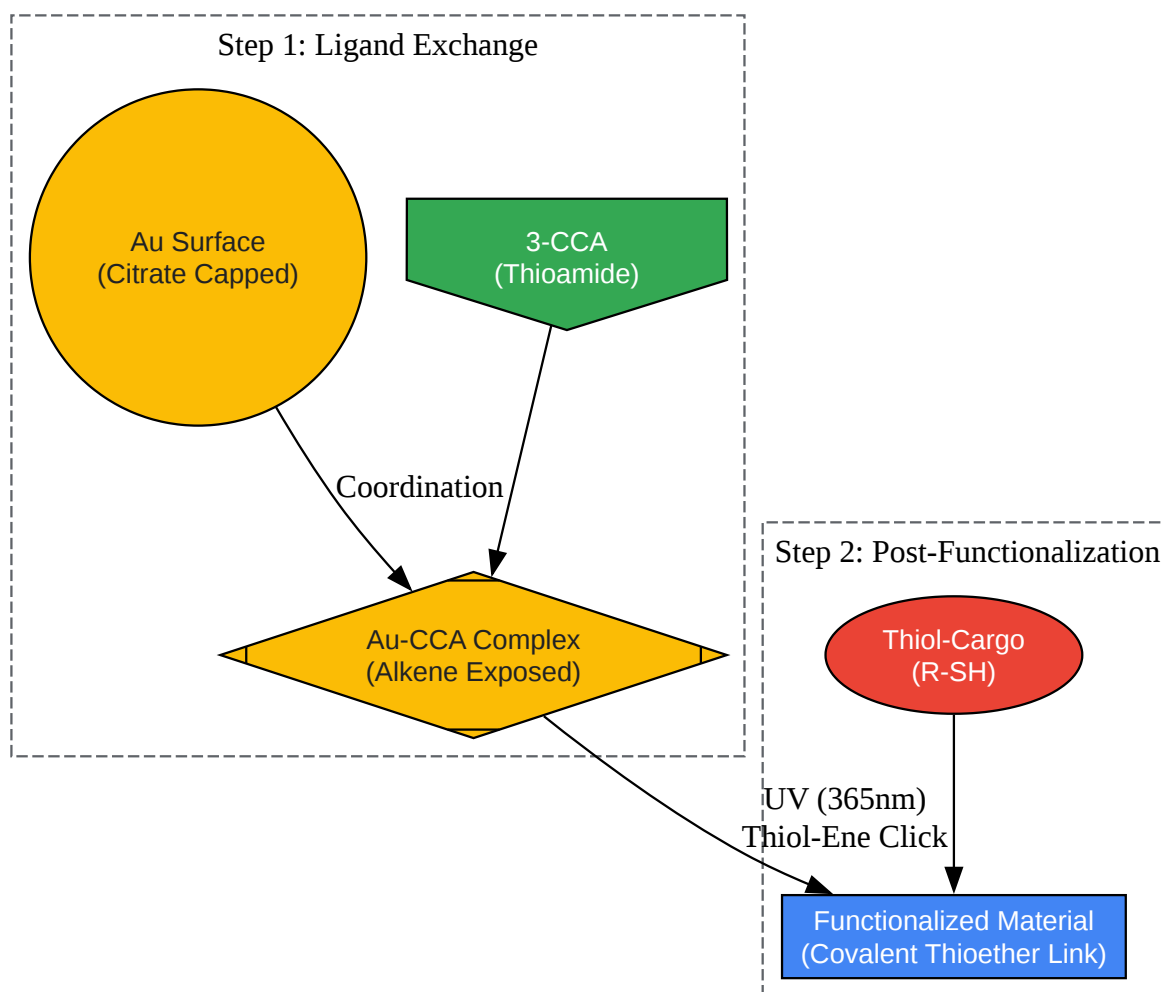 Step 1: Ligand Exchange
Au Surface
(Citrate Capped)
3-CCA
(Thioamide)
Coordination
Au-CCA Complex
(Alkene Exposed)
Step 2: Post-Functionalization
Thiol-Cargo
(R-SH)
UV (365nm)
Thiol-Ene Click
Functionalized Material
(Covalent Thioether Link)